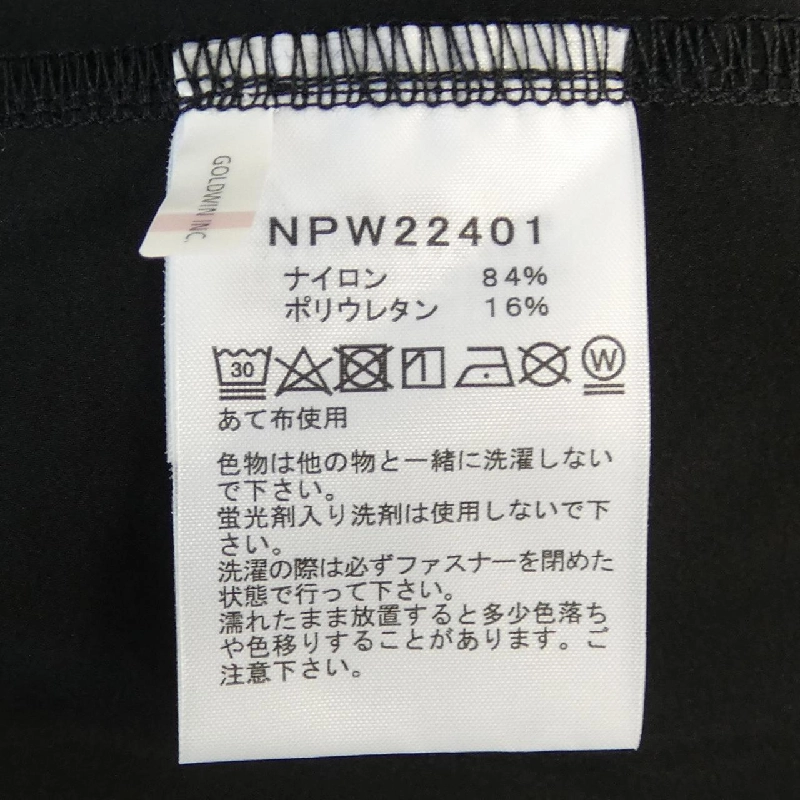 GOLDWIN INC.
NPW22401
ナイロン 84%
ポリウレタン 16%
30 W
あて布使用
色物は他の物と一緒に洗濯しない
で下さい。
蛍光剤入り洗剤は使用しないで下
さい。
洗濯の際は必ずファスナーを閉めた
状態で行って下さい。
濡れたまま放置すると多少色落ち
や色移りすることがあります。ご
注意下さい。